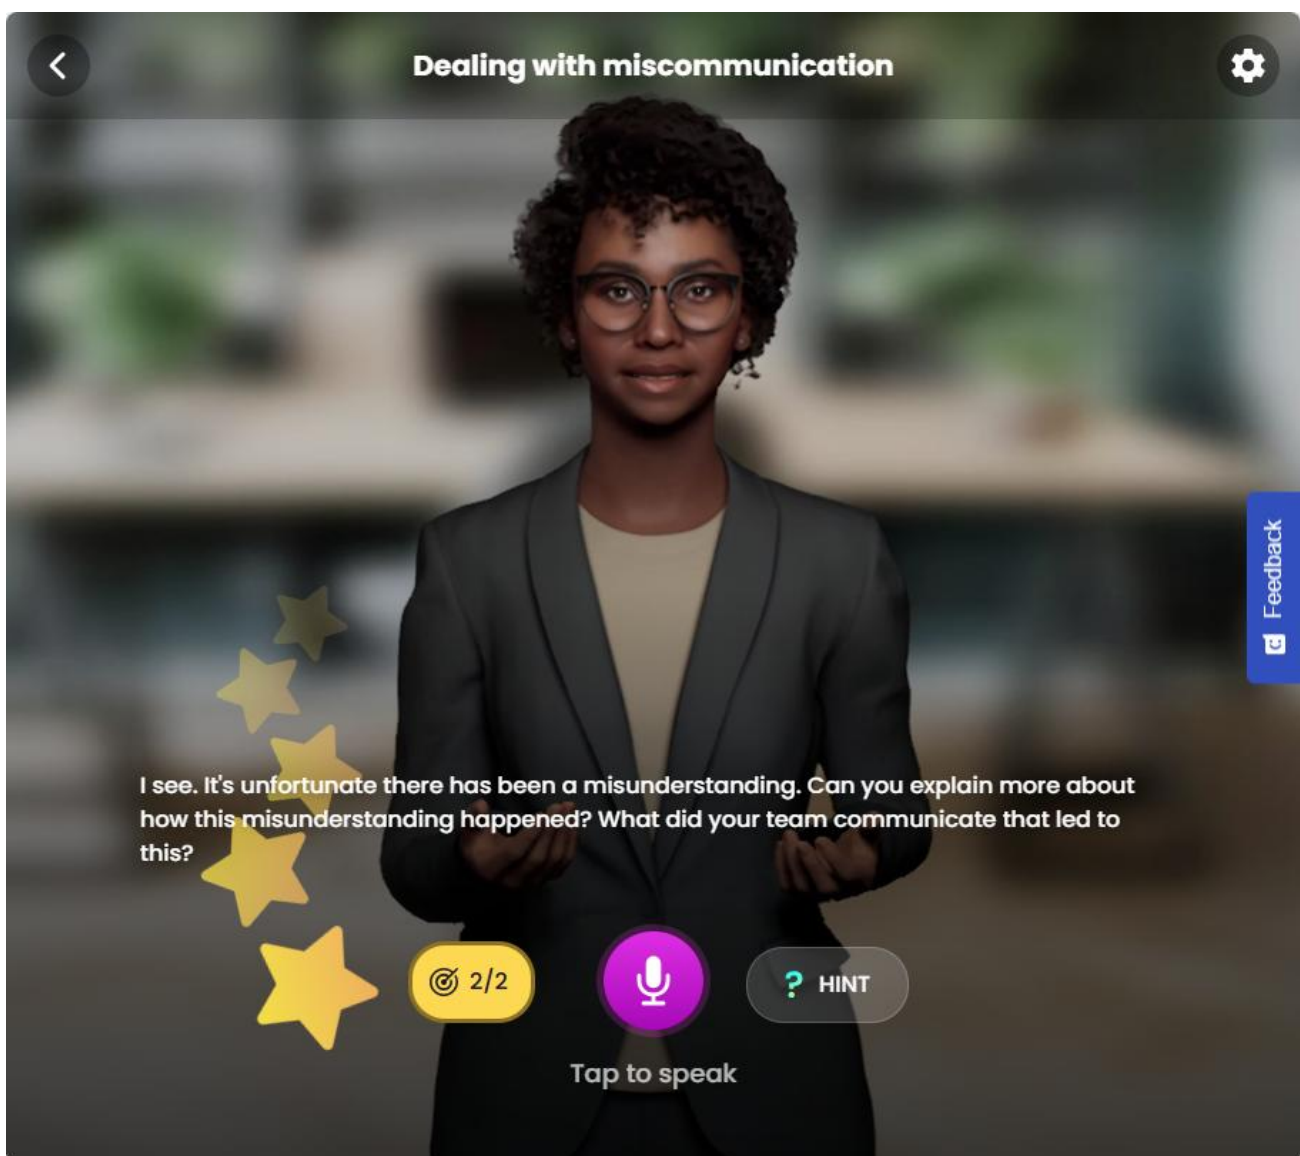 Dealing with miscommunication
Feedback
I see. It's unfortunate there has been a misunderstanding. Can you explain more about
how this misunderstanding happened? What did your team communicate that led to
this?
2/2
? HINT
Tap to speak